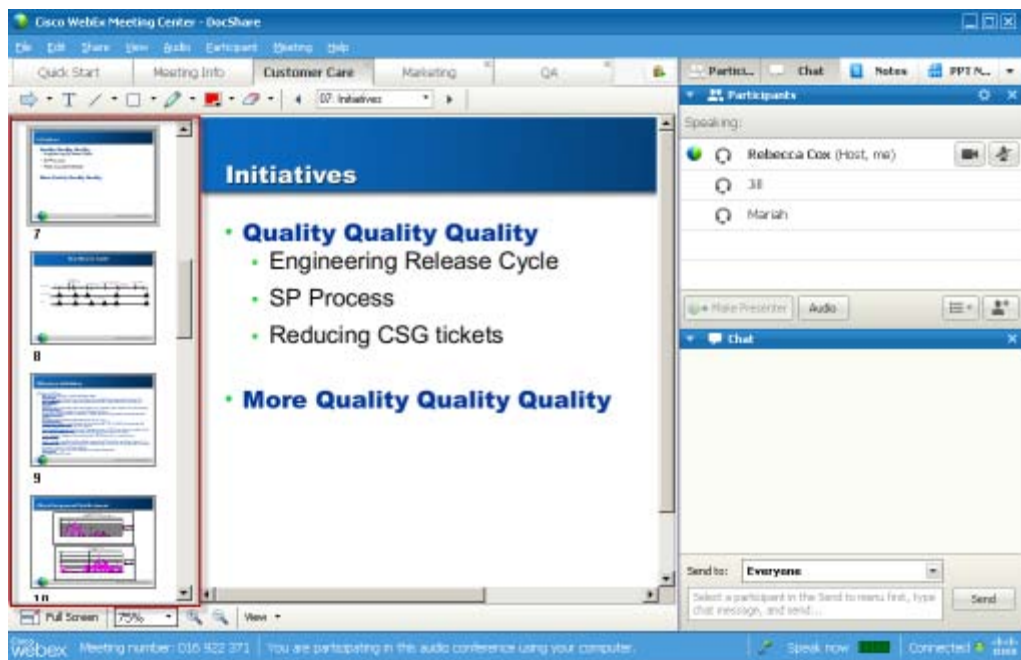 Cisco WebEx Meeting Center - DocShare
File Edit Share View Audio Participant Meeting Help
Quick Start Meeting Info Customer Care Marketing QA
Partici... Chat Notes PPT N...
T 07: Initiatives
Participants
Speaking:
Rebecca Cox (Host, me)
38
Mariah
Make Presenter Audio
Chat
7
8
9
10
Initiatives
Quality Quality Quality
Engineering Release Cycle
SP Process
Reducing CSG tickets
More Quality Quality Quality
Send to: Everyone
Select a participant in the Send to menu first, type
chat message, and send...
Send
Full Screen 75% View
Cisco
webex Meeting number: 016 922 371 You are participating in the audio conference using your computer. Speak now Connected